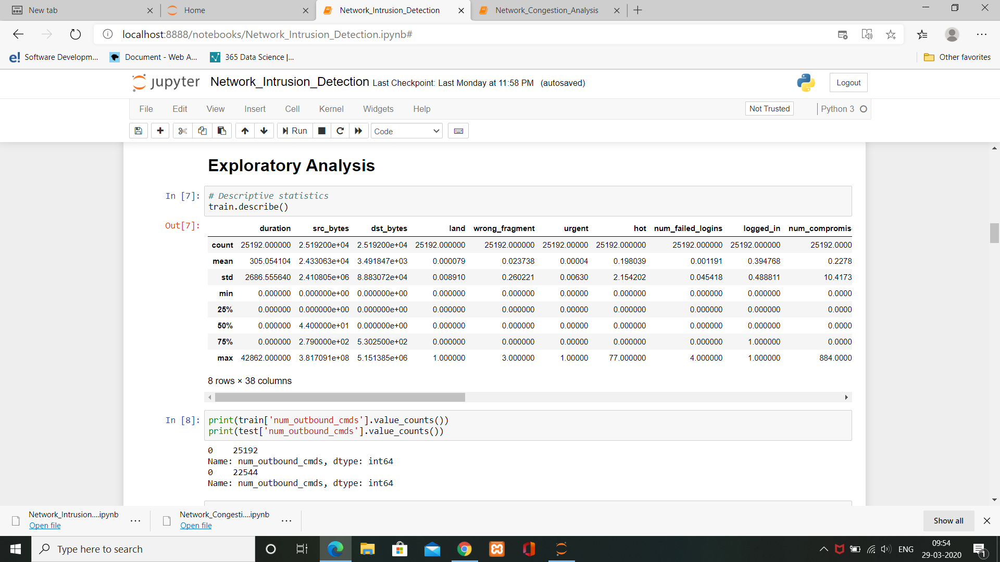 New tab
Home
Network_Intrusion_Detection
Network_Congestion_Analysis
localhost:8888/notebooks/Network_Intrusion_Detection.ipynb#
e! Software Developm...
Document - Web A...
365 Data Science |...
Other favorites
jupyter Network_Intrusion_Detection Last Checkpoint: Last Monday at 11:58 PM (autosaved)
Logout
File Edit View Insert Cell Kernel Widgets Help
Not Trusted
Python 3
Run
Code
Exploratory Analysis
In [7]: # Descriptive statistics
train.describe()
Out[7]:
duration src_bytes dst_bytes land wrong_fragment urgent hot num_failed_logins logged_in num_compromis
count 25192.000000 2.519200e+04 2.519200e+04 25192.000000 25192.000000 25192.00000 25192.000000 25192.000000 25192.000000 25192.0000
mean 305.054104 2.433063e+04 3.491847e+03 0.000079 0.023738 0.00004 0.198039 0.001191 0.394768 0.2278
std 2686.555640 2.410805e+06 8.883072e+04 0.008910 0.260221 0.00630 2.154202 0.045418 0.488811 10.4173
min 0.000000 0.000000e+00 0.000000e+00 0.000000 0.000000 0.00000 0.000000 0.000000 0.000000 0.0000
25% 0.000000 0.000000e+00 0.000000e+00 0.000000 0.000000 0.00000 0.000000 0.000000 0.000000 0.0000
50% 0.000000 4.400000e+01 0.000000e+00 0.000000 0.000000 0.00000 0.000000 0.000000 0.000000 0.0000
75% 0.000000 2.790000e+02 5.302500e+02 0.000000 0.000000 0.00000 0.000000 0.000000 1.000000 0.0000
max 42862.000000 3.817091e+08 5.151385e+06 1.000000 3.000000 1.00000 77.000000 4.000000 1.000000 884.0000
8 rows × 38 columns
In [8]: print(train['num_outbound_cmds'].value_counts())
print(test['num_outbound_cmds'].value_counts())
0    25192
Name: num_outbound_cmds, dtype: int64
0    22544
Name: num_outbound_cmds, dtype: int64
Network_Intrusion....ipynb
Open file
Network_Congesti....ipynb
Open file
Show all
Type here to search
ENG
09:54
29-03-2020
1